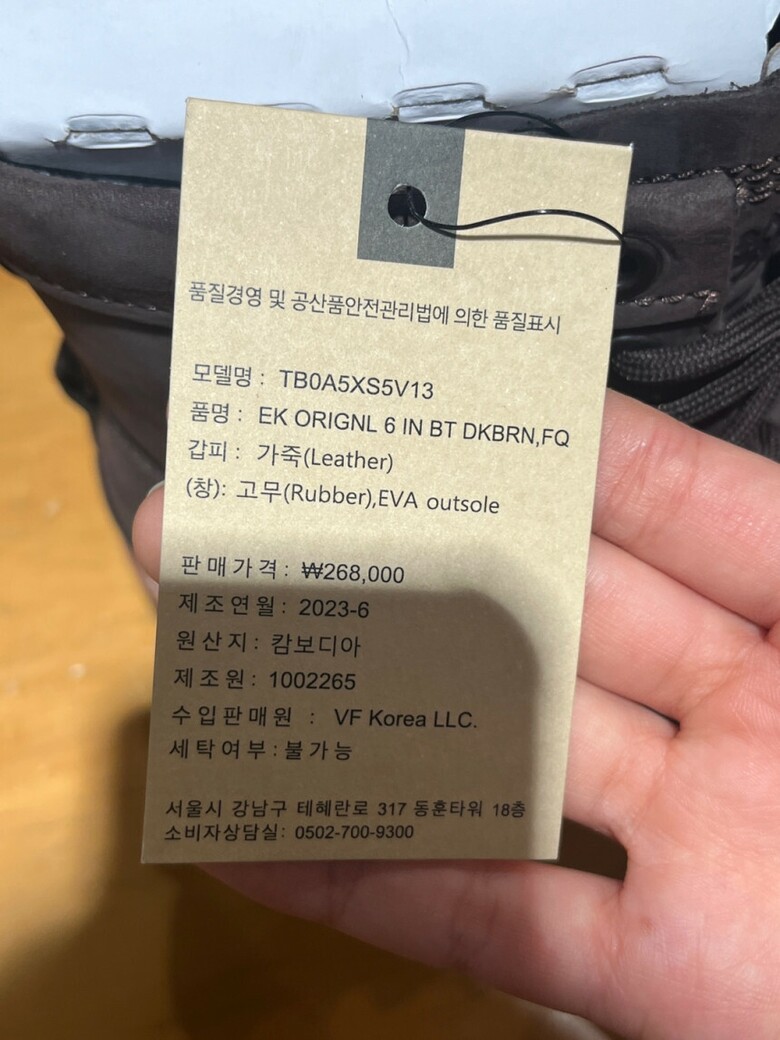 품질경영 및 공산품안전관리법에 의한 품질표시
모델명 : TB0A5XS5V13
품명 : EK ORIGNL 6 IN BT DKBRN,FQ
갑피 : 가죽(Leather)
(창): 고무(Rubber),EVA outsole
판매가격 : ₩268,000
제조연월 : 2023-6
원산지 : 캄보디아
제조원 : 1002265
수입판매원 : VF Korea LLC.
세탁여부 : 불가능
서울시 강남구 테헤란로 317 동훈타워 18층
소비자상담실: 0502-700-9300